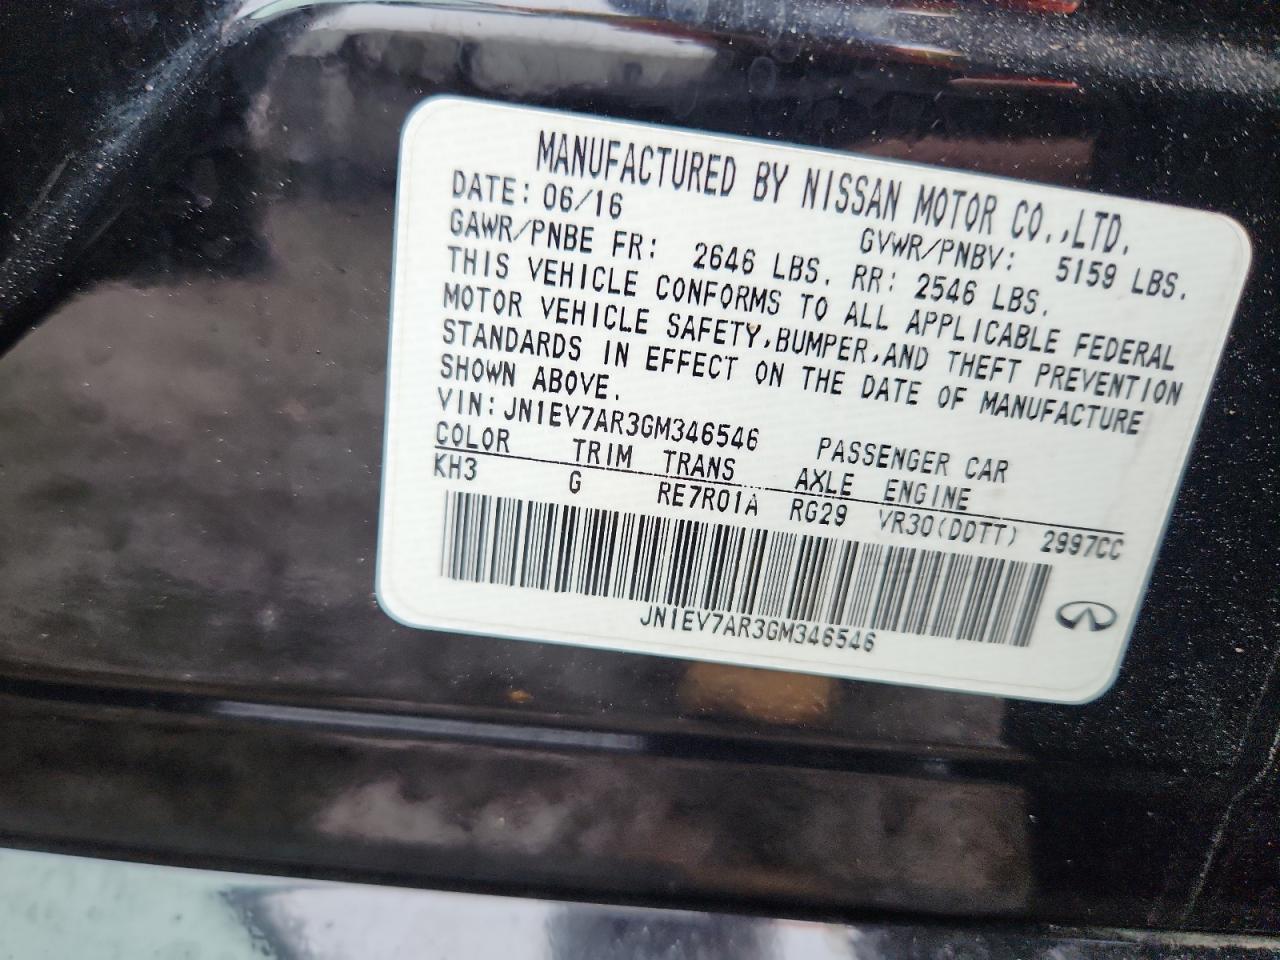 MANUFACTURED BY NISSAN MOTOR CO.,LTD.
DATE: 06/16 GVWR/PNBV: 5159 LBS.
GAWR/PNBE FR: 2646 LBS. RR: 2546 LBS.
THIS VEHICLE CONFORMS TO ALL APPLICABLE FEDERAL
MOTOR VEHICLE SAFETY,BUMPER,AND THEFT PREVENTION
STANDARDS IN EFFECT ON THE DATE OF MANUFACTURE
SHOWN ABOVE.
VIN: JN1EV7AR3GM346546 PASSENGER CAR
COLOR TRIM TRANS AXLE ENGINE
KH3 G RE7R01A RG29 VR30(DDTT) 2997CC
JN1EV7AR3GM346546